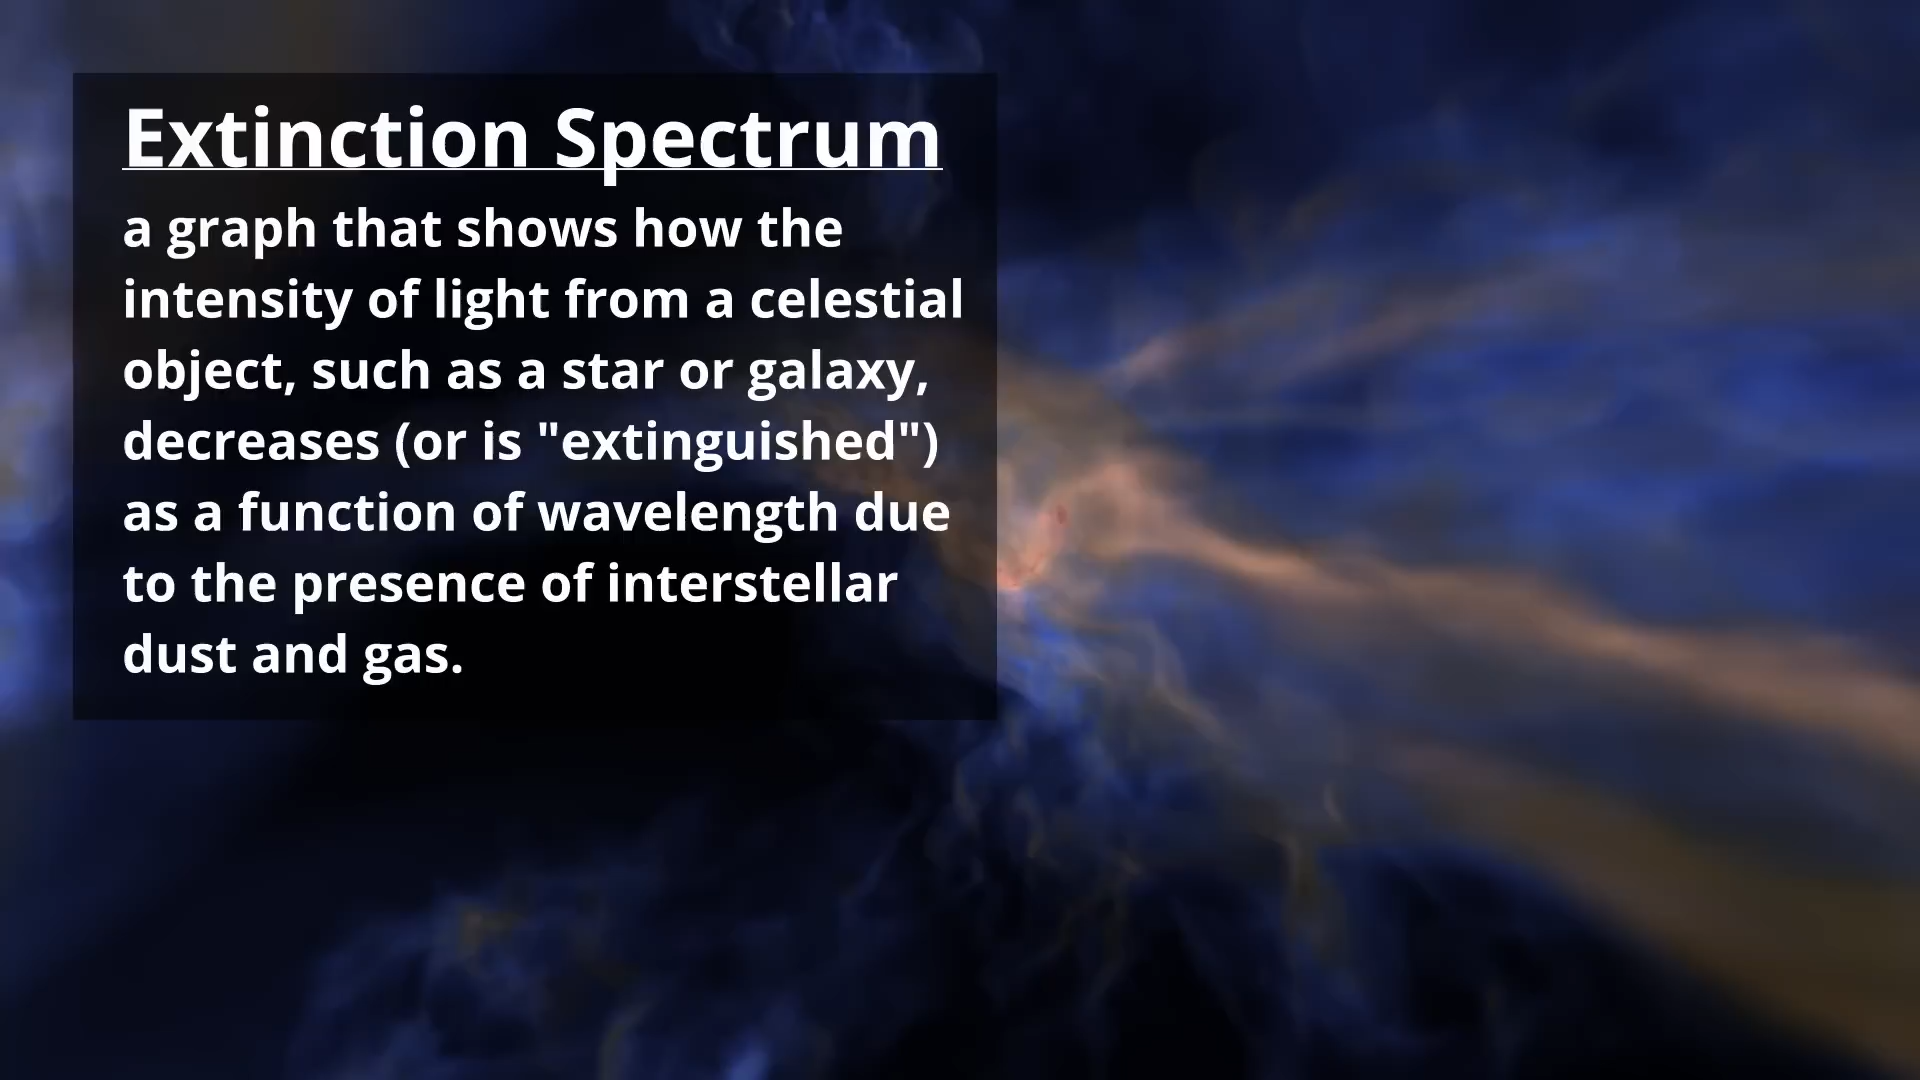 Extinction Spectrum
a graph that shows how the
intensity of light from a celestial
object, such as a star or galaxy,
decreases (or is "extinguished")
as a function of wavelength due
to the presence of interstellar
dust and gas.